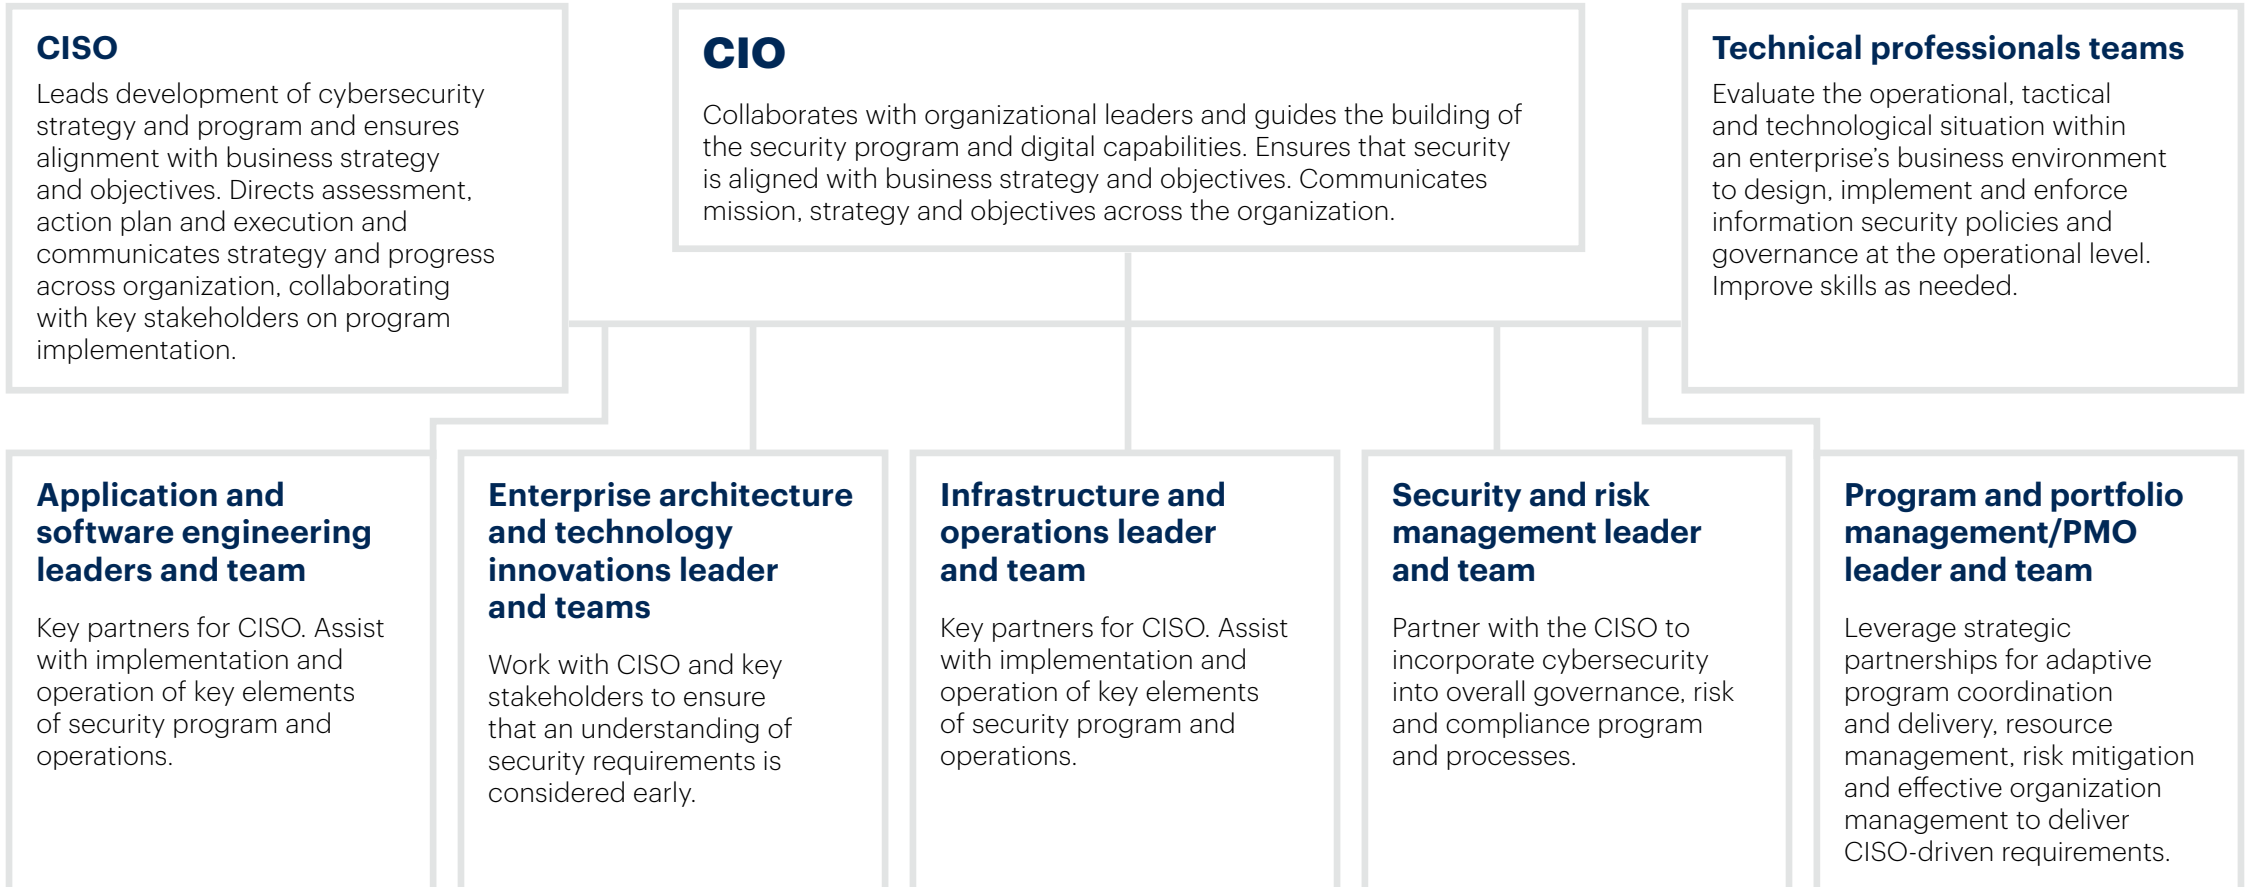 CISO
Leads development of cybersecurity
strategy and program and ensures
alignment with business strategy
and objectives. Directs assessment,
action plan and execution and
communicates strategy and progress
across organization, collaborating
with key stakeholders on program
implementation.
CIO
Collaborates with organizational leaders and guides the building of
the security program and digital capabilities. Ensures that security
is aligned with business strategy and objectives. Communicates
mission, strategy and objectives across the organization.
Technical professionals teams
Evaluate the operational, tactical
and technological situation within
an enterprise’s business environment
to design, implement and enforce
information security policies and
governance at the operational level.
Improve skills as needed.
Application and
software engineering
leaders and team
Key partners for CISO. Assist
with implementation and
operation of key elements
of security program and
operations.
Enterprise architecture
and technology
innovations leader
and teams
Work with CISO and key
stakeholders to ensure
that an understanding of
security requirements is
considered early.
Infrastructure and
operations leader
and team
Key partners for CISO. Assist
with implementation and
operation of key elements
of security program and
operations.
Security and risk
management leader
and team
Partner with the CISO to
incorporate cybersecurity
into overall governance, risk
and compliance program
and processes.
Program and portfolio
management/PMO
leader and team
Leverage strategic
partnerships for adaptive
program coordination
and delivery, resource
management, risk mitigation
and effective organization
management to deliver
CISO-driven requirements.